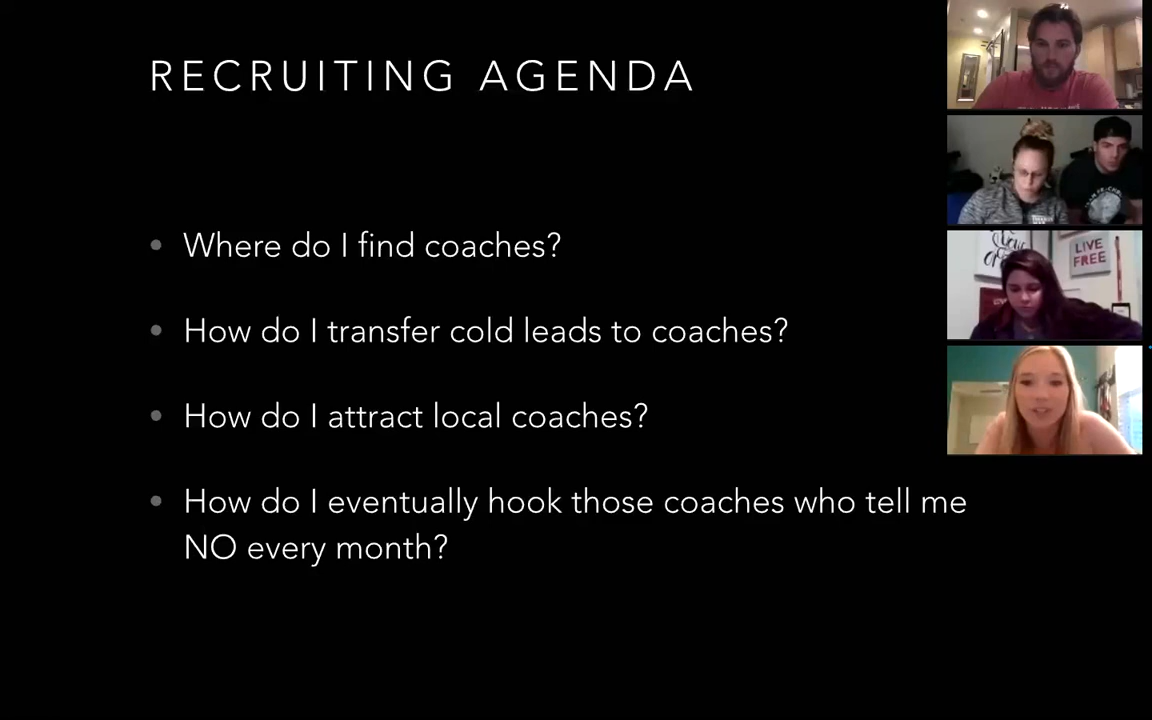 RECRUITING AGENDA
• Where do I find coaches?
• How do I transfer cold leads to coaches?
• How do I attract local coaches?
• How do I eventually hook those coaches who tell me
NO every month?
LIVE
FREE